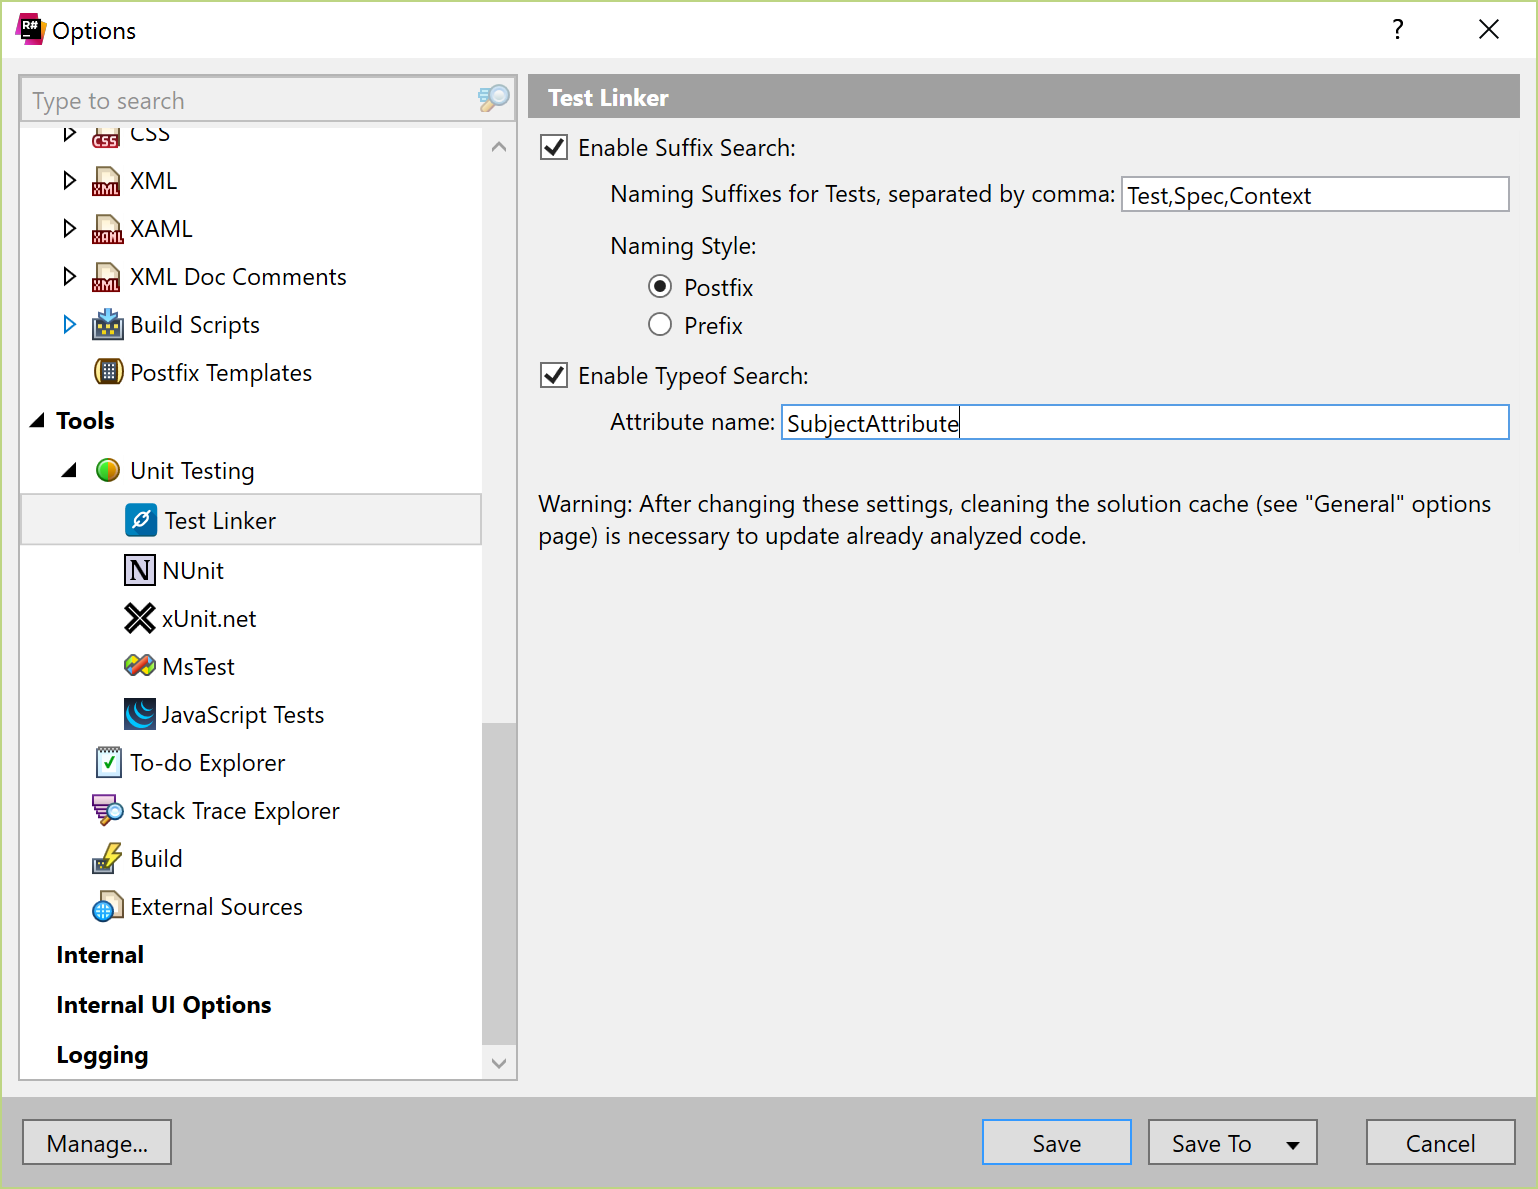 R#
Options
?
Type to search
Test Linker
CSS
CSS
Enable Suffix Search:
XML
XML
Naming Suffixes for Tests, separated by comma: Test,Spec,Context
XAML
XAML
Naming Style:
XML
XML Doc Comments
Postfix
Build Scripts
Prefix
Postfix Templates
Enable Typeof Search:
Tools
Attribute name: SubjectAttribute
Unit Testing
Warning: After changing these settings, cleaning the solution cache (see "General" options
page) is necessary to update already analyzed code.
Test Linker
N NUnit
xUnit.net
MsTest
JavaScript Tests
To-do Explorer
Stack Trace Explorer
Build
External Sources
Internal
Internal UI Options
Logging
Manage...
Save
Save To
Cancel